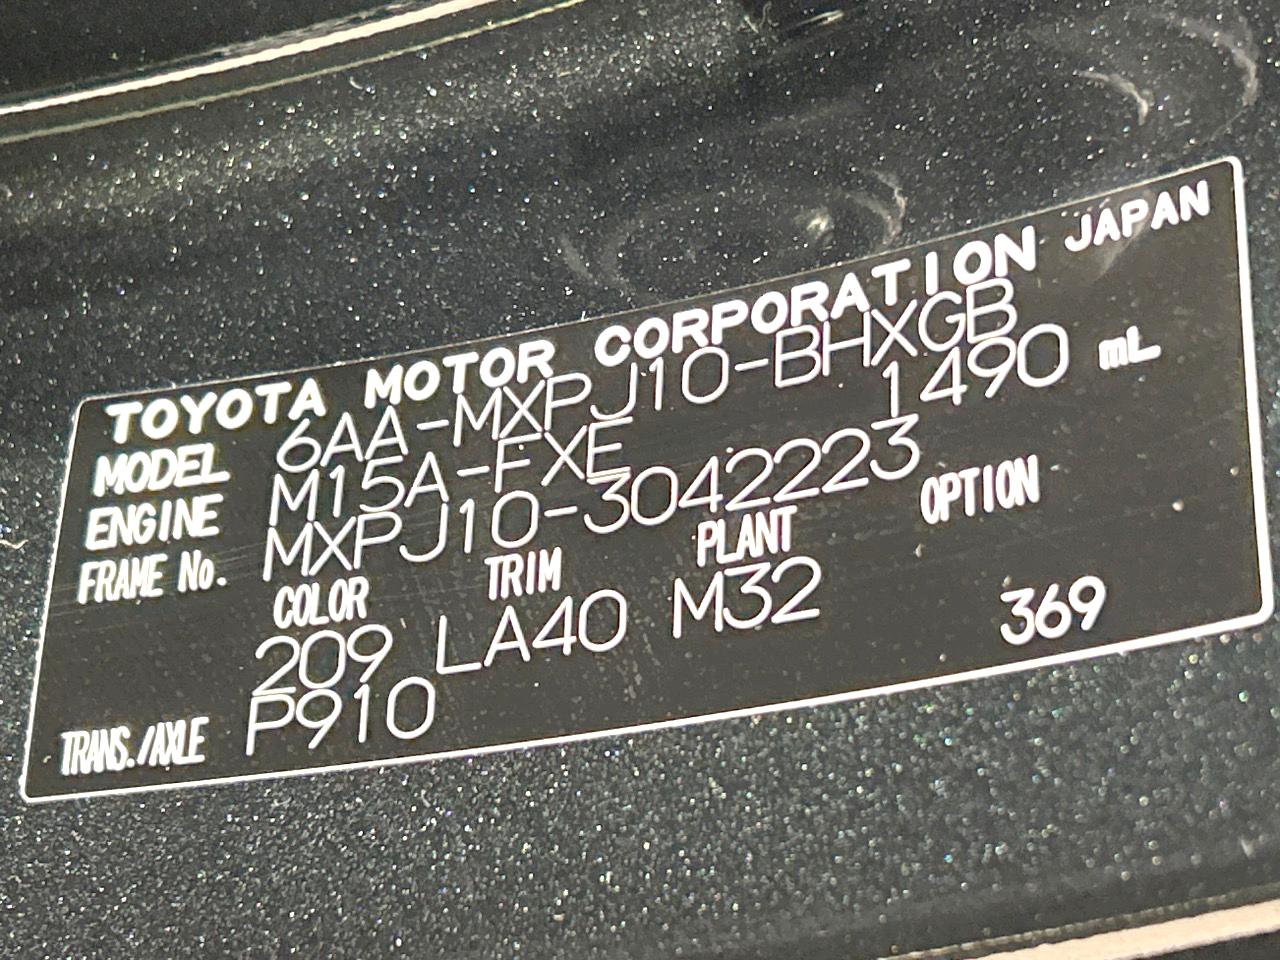 TOYOTA MOTOR CORPORATION JAPAN
MODEL 6AA-MXPJ10-BHXGB
ENGINE M15A-FXE 1490 mL
FRAME No. MXPJ10-3042223
COLOR TRIM PLANT OPTION
209 LA40 M32
TRANS./AXLE P910 369